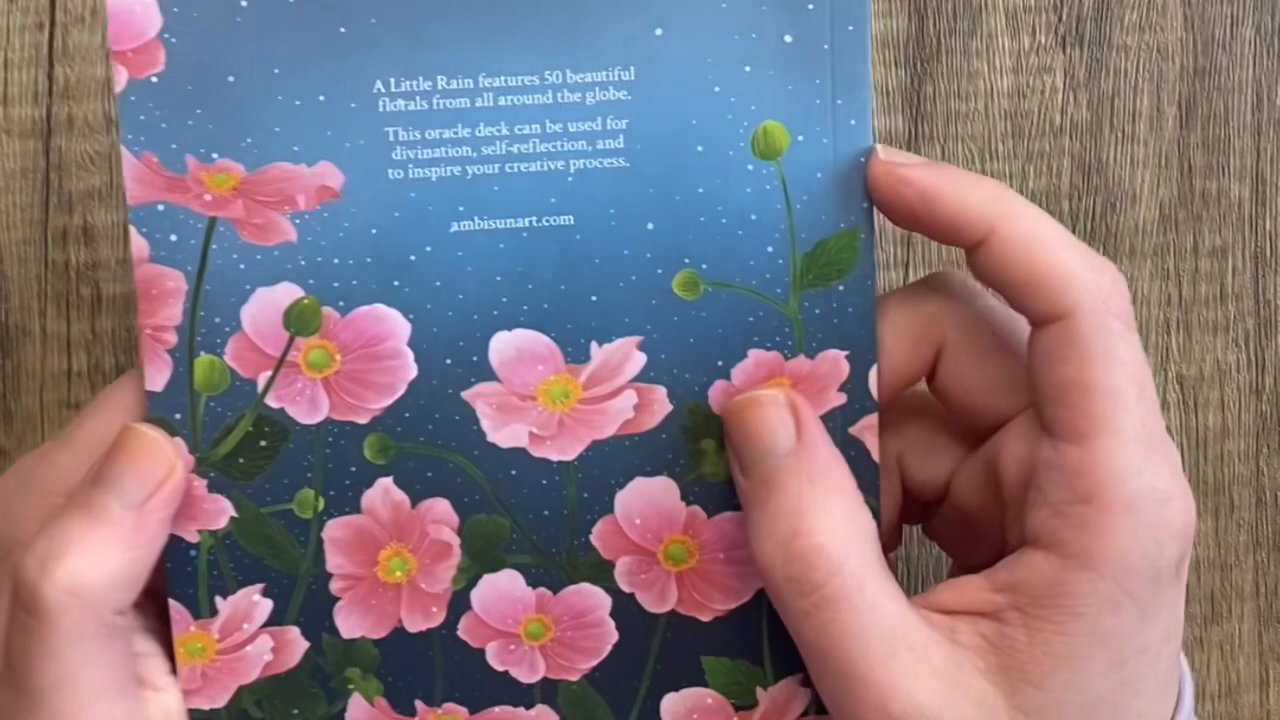 A Little Rain features 50 beautiful
florals from all around the globe.
This oracle deck can be used for
divination, self-reflection, and
to inspire your creative process.
ambisunart.com